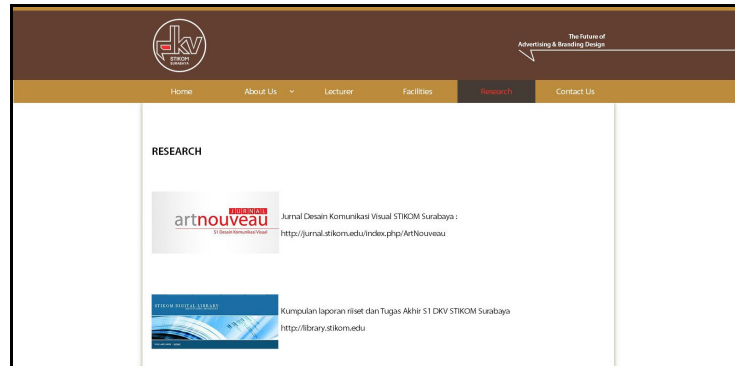 dkv
STIKOM
SURABAYA
The Future of
Advertising & Branding Design
Home About Us Lecturer Facilities Research Contact Us
RESEARCH
JURNAL
artnouveau
S1 Desain Komunikasi Visual
Jurnal Desain Komunikasi Visual STIKOM Surabaya :
http://jurnal.stikom.edu/index.php/ArtNouveau
STIKOM DIGITAL LIBRARY
Kumpulan laporan riiset dan Tugas Akhir S1 DKV STIKOM Surabaya
http://library.stikom.edu